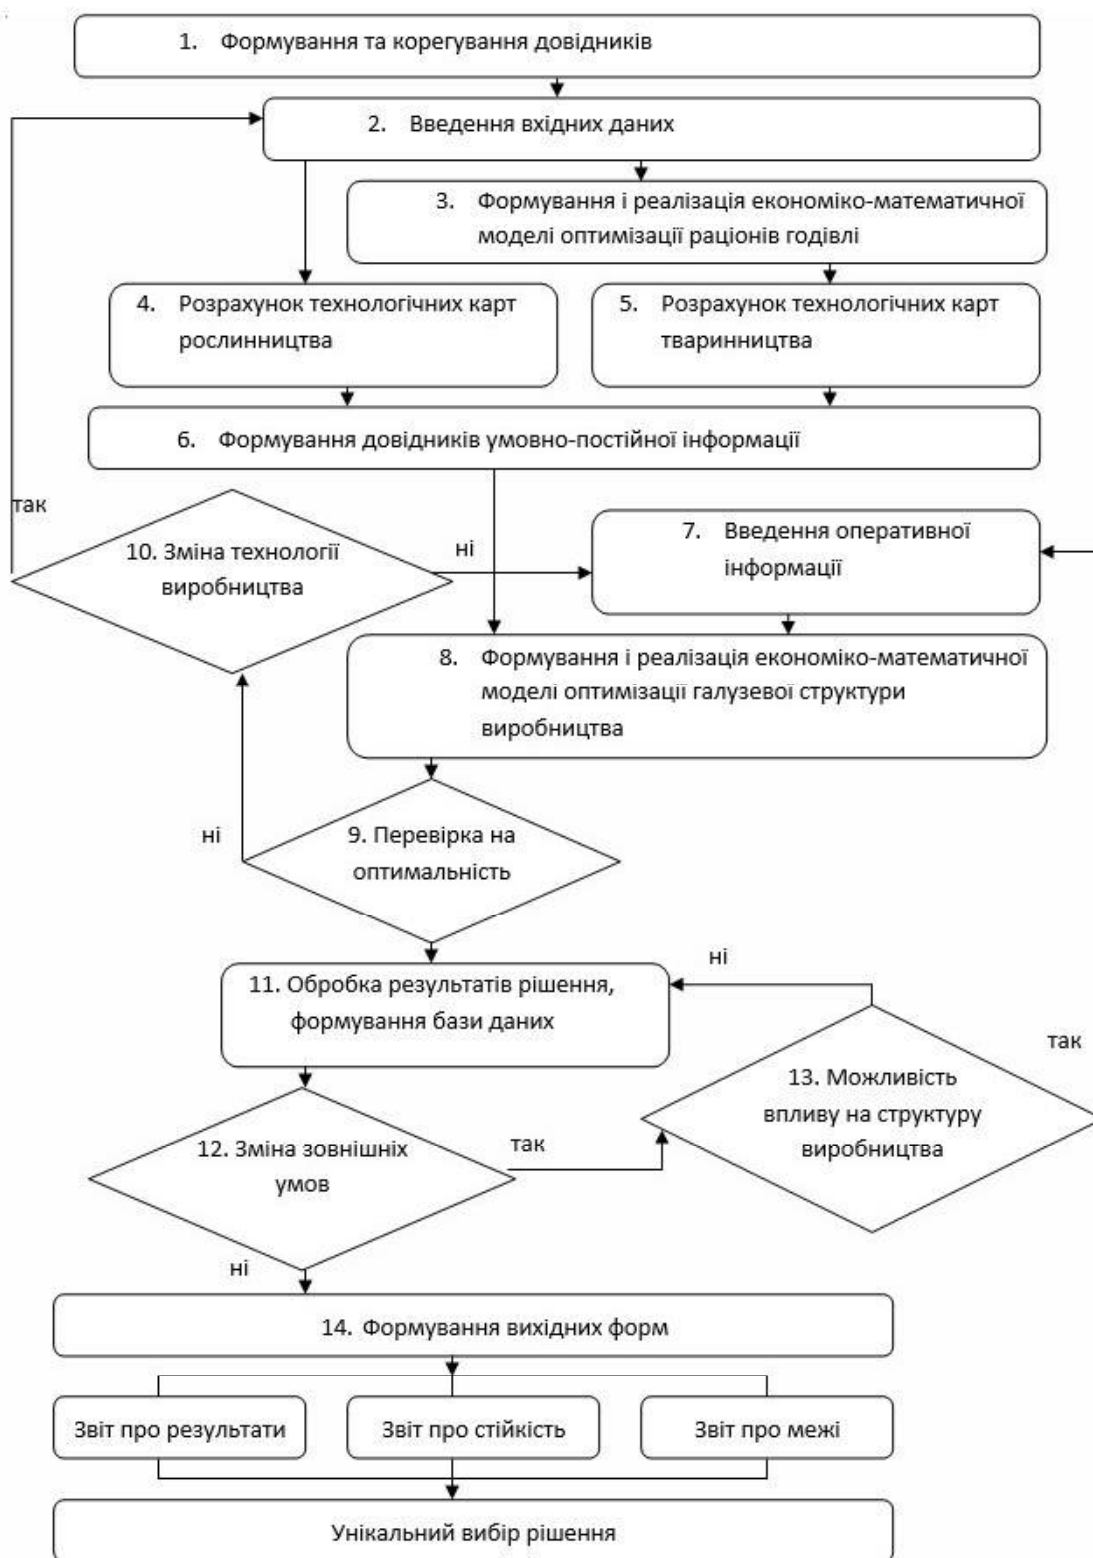 1. Формування та корегування довідників
2. Введення вхідних даних
3. Формування і реалізація економіко-математичної
моделі оптимізації раціонів годівлі
4. Розрахунок технологічних карт
рослинництва
5. Розрахунок технологічних карт
тваринництва
6. Формування довідників умовно-постійної інформації
так
10. Зміна технології
виробництва
ні
7. Введення оперативної
інформації
8. Формування і реалізація економіко-математичної
моделі оптимізації галузевої структури
виробництва
ні
9. Перевірка на
оптимальність
ні
11. Обробка результатів рішення,
формування бази даних
так
13. Можливість
впливу на структуру
виробництва
12. Зміна зовнішніх
умов
так
ні
14. Формування вихідних форм
Звіт про результати
Звіт про стійкість
Звіт про межі
Унікальний вибір рішення